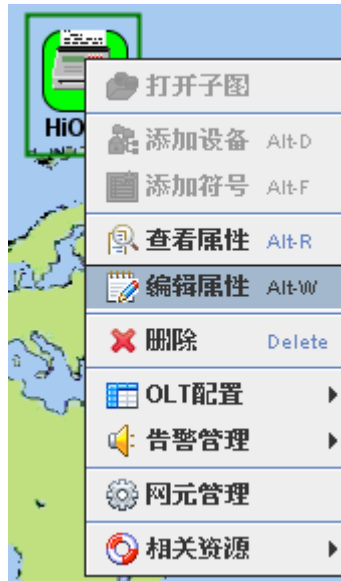 HiO
打开子图
添加设备 Alt-D
添加符号 Alt-F
查看属性 Alt-R
编辑属性 Alt-W
删除 Delete
OLT配置
告警管理
网元管理
相关资源